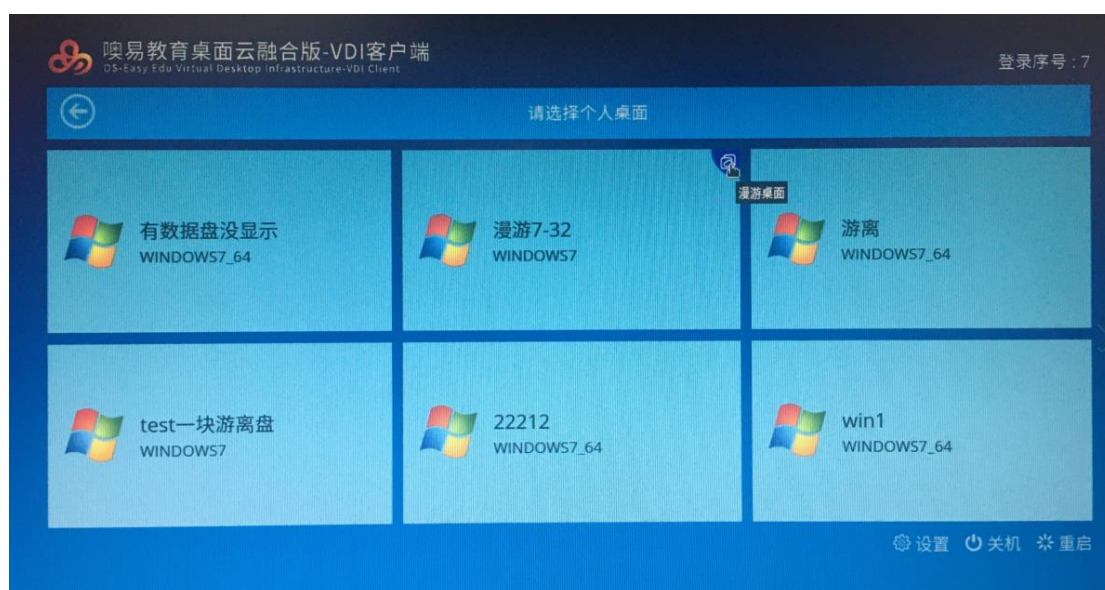 噢易教育桌面云融合版-VDI客户端
OS-Easy Edu Virtual Desktop Infrastructure-VDI Client
登录序号：7
请选择个人桌面
漫游桌面
有数据盘没显示
WINDOWS7_64
漫游7-32
WINDOWS7
游离
WINDOWS7_64
test一块游离盘
WINDOWS7
22212
WINDOWS7_64
win1
WINDOWS7_64
设置 关机 重启